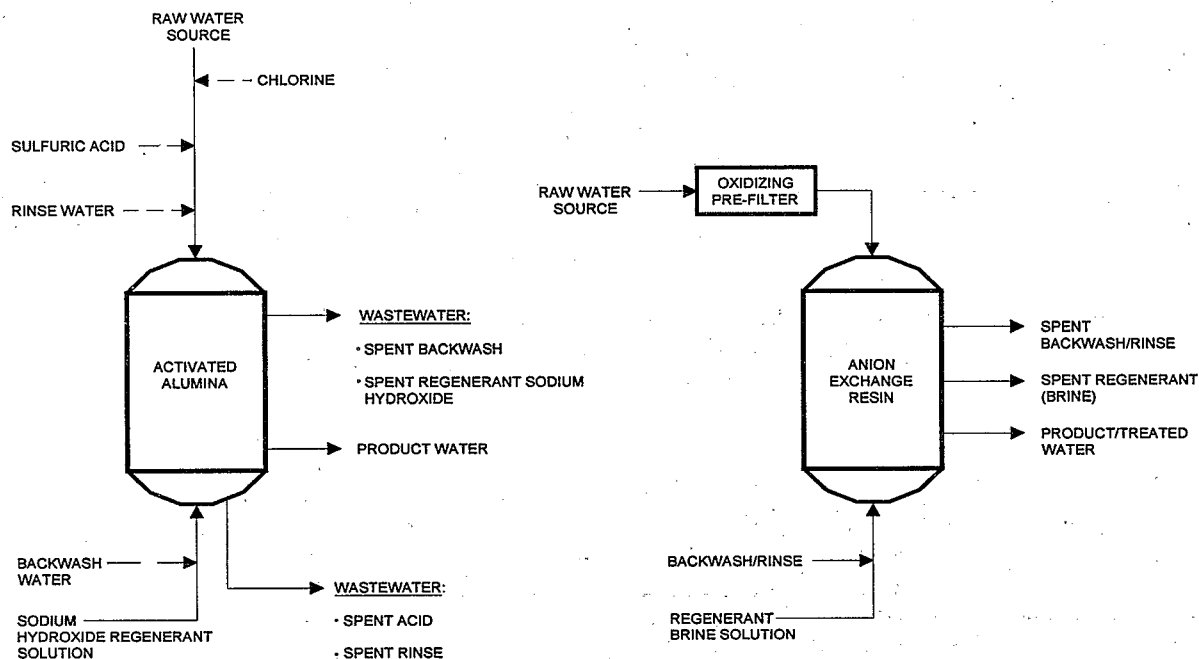 RAW WATER
SOURCE
CHLORINE
SULFURIC ACID
RINSE WATER
ACTIVATED
ALUMINA
WASTEWATER:
• SPENT BACKWASH
• SPENT REGENERANT SODIUM
HYDROXIDE
PRODUCT WATER
BACKWASH
WATER
SODIUM
HYDROXIDE REGENERANT
SOLUTION
WASTEWATER:
• SPENT ACID
• SPENT RINSE
RAW WATER
SOURCE
OXIDIZING
PRE-FILTER
ANION
EXCHANGE
RESIN
SPENT
BACKWASH/RINSE
SPENT REGENERANT
(BRINE)
PRODUCT/TREATED
WATER
BACKWASH/RINSE
REGENERANT
BRINE SOLUTION